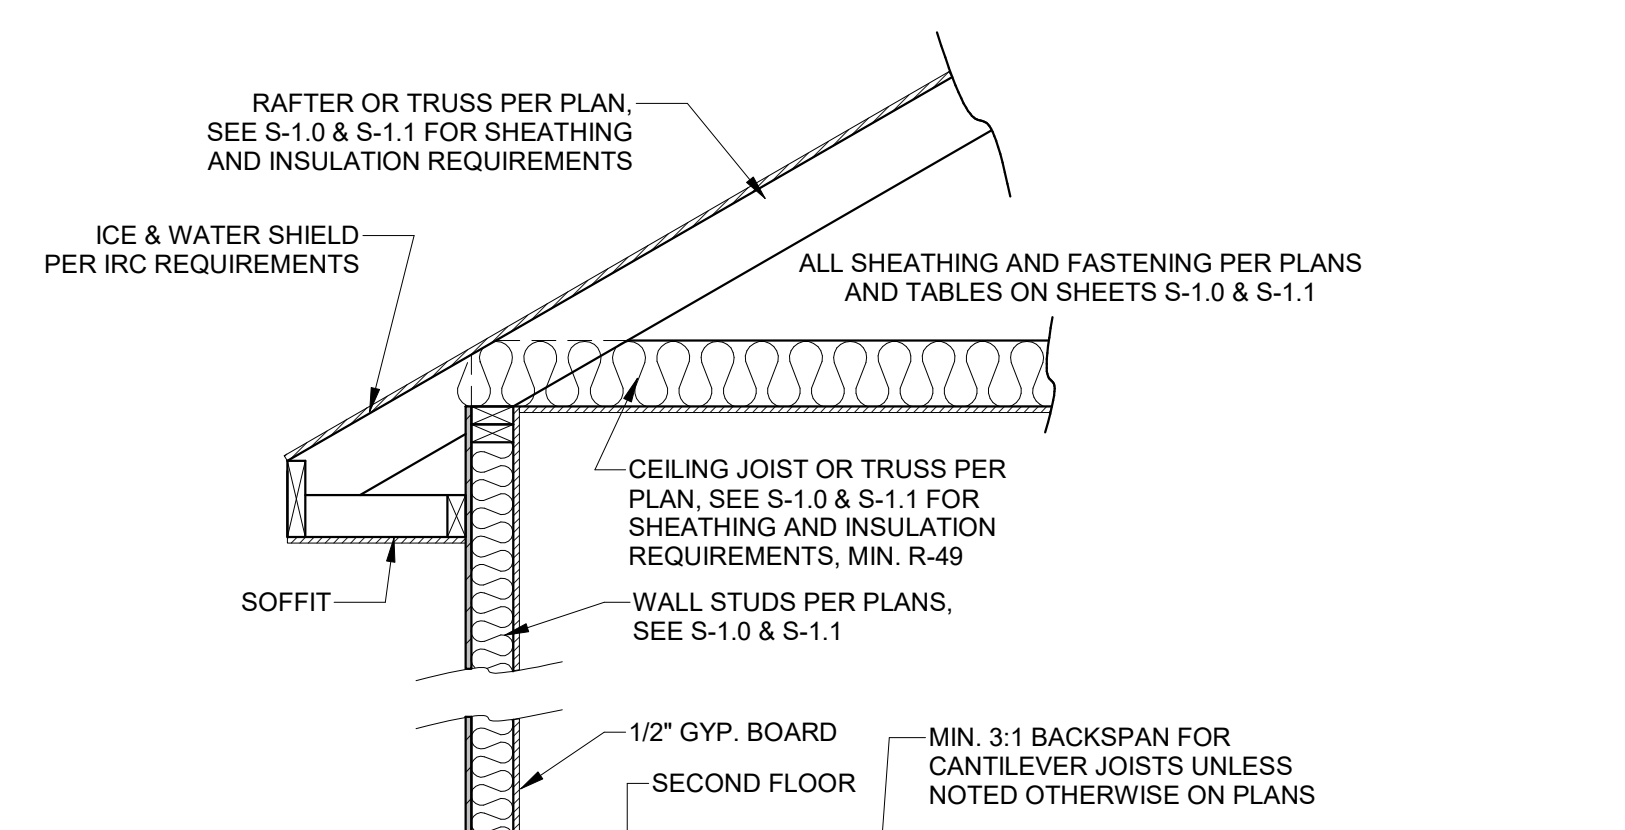 RAFTER OR TRUSS PER PLAN,
SEE S-1.0 & S-1.1 FOR SHEATHING
AND INSULATION REQUIREMENTS
ICE & WATER SHIELD
PER IRC REQUIREMENTS
ALL SHEATHING AND FASTENING PER PLANS
AND TABLES ON SHEETS S-1.0 & S-1.1
CEILING JOIST OR TRUSS PER
PLAN, SEE S-1.0 & S-1.1 FOR
SHEATHING AND INSULATION
REQUIREMENTS, MIN. R-49
SOFFIT
WALL STUDS PER PLANS,
SEE S-1.0 & S-1.1
1/2" GYP. BOARD
SECOND FLOOR
MIN. 3:1 BACKSPAN FOR
CANTILEVER JOISTS UNLESS
NOTED OTHERWISE ON PLANS